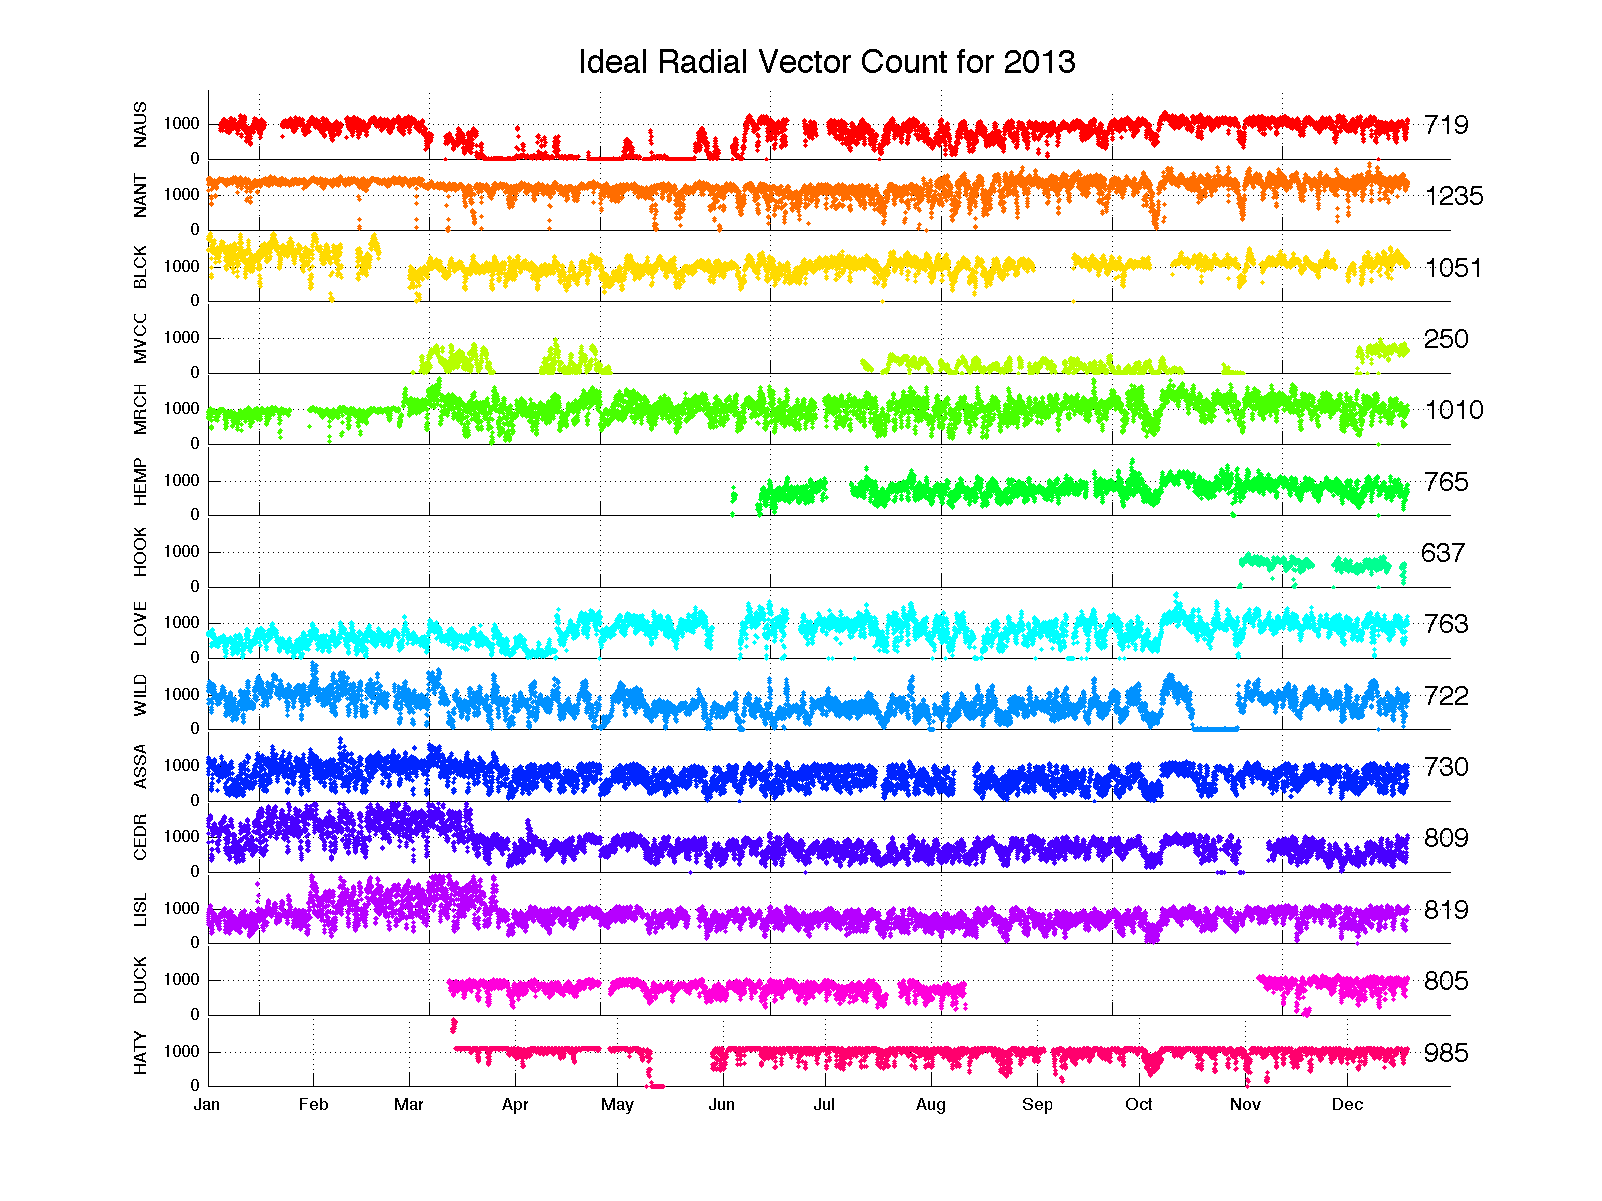 Ideal Radial Vector Count for 2013
NAUS 1000 0 719
NANT 1000 0 1235
BLCK 1000 0 1051
MVCC 1000 0 250
MRCH 1000 0 1010
HEMP 1000 0 765
HOOK 1000 0 637
LOVE 1000 0 763
WILD 1000 0 722
ASSA 1000 0 730
CEDR 1000 0 809
LISL 1000 0 819
DUCK 1000 0 805
HATY 1000 0 985
Jan Feb Mar Apr May Jun Jul Aug Sep Oct Nov Dec